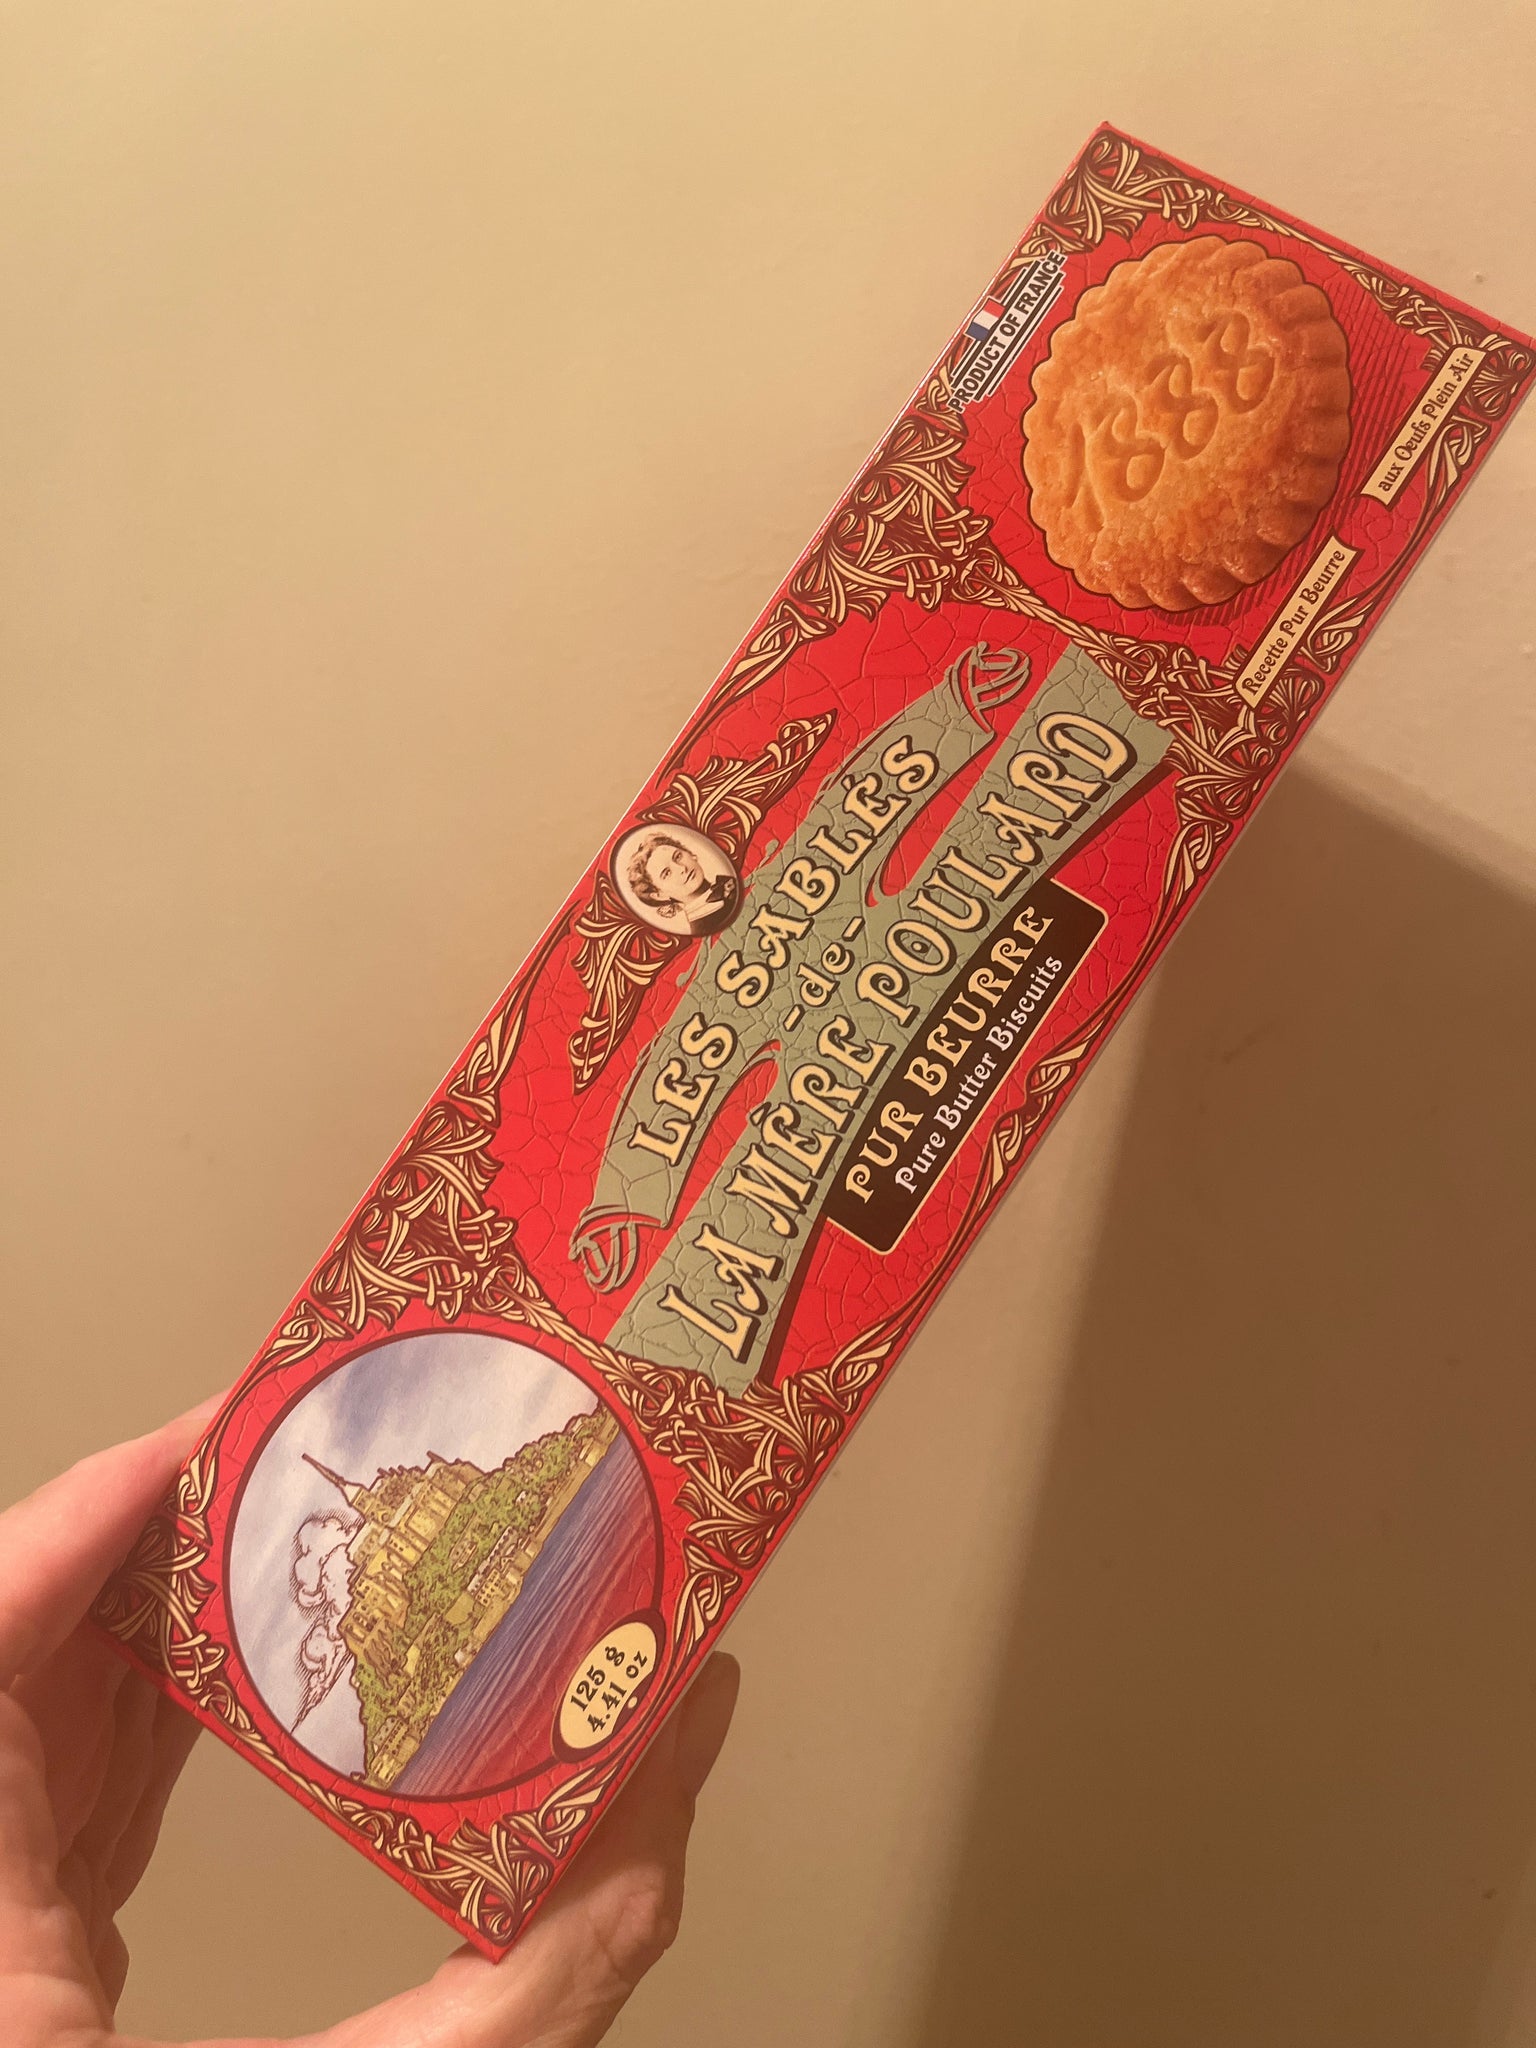 LES SABLÉS
-de-
LA MÈRE POULARD
PUR BEURRE
Pure Butter Biscuits
PRODUCT OF FRANCE
1888
Recette Pur Beurre
aux Oeufs Plein Air
125 g
4.41 oz